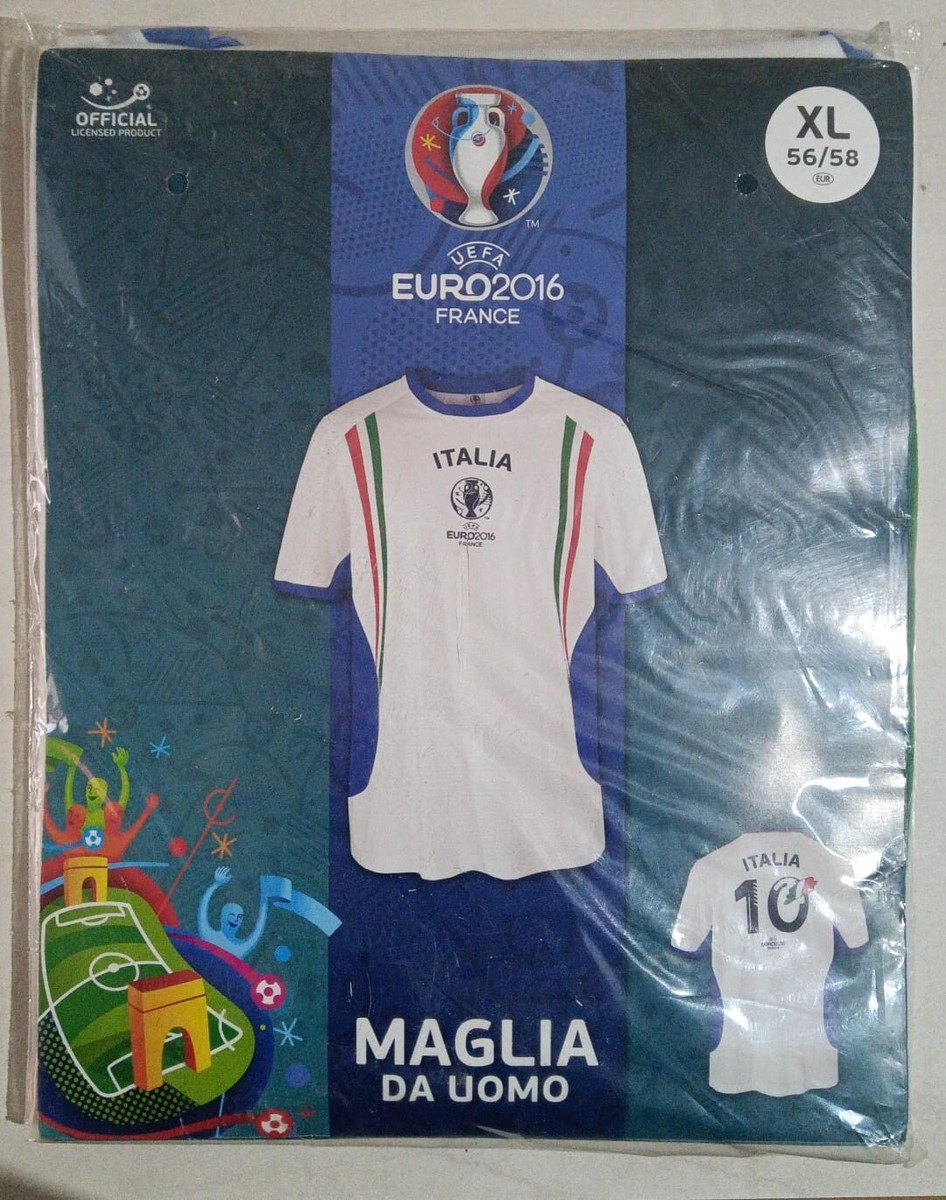 OFFICIAL
LICENSED PRODUCT
XL
56/58
EUR
TM
UEFA
EURO2016
FRANCE
ITALIA
UEFA
EURO2016
FRANCE
ITALIA
10
MAGLIA
DA UOMO